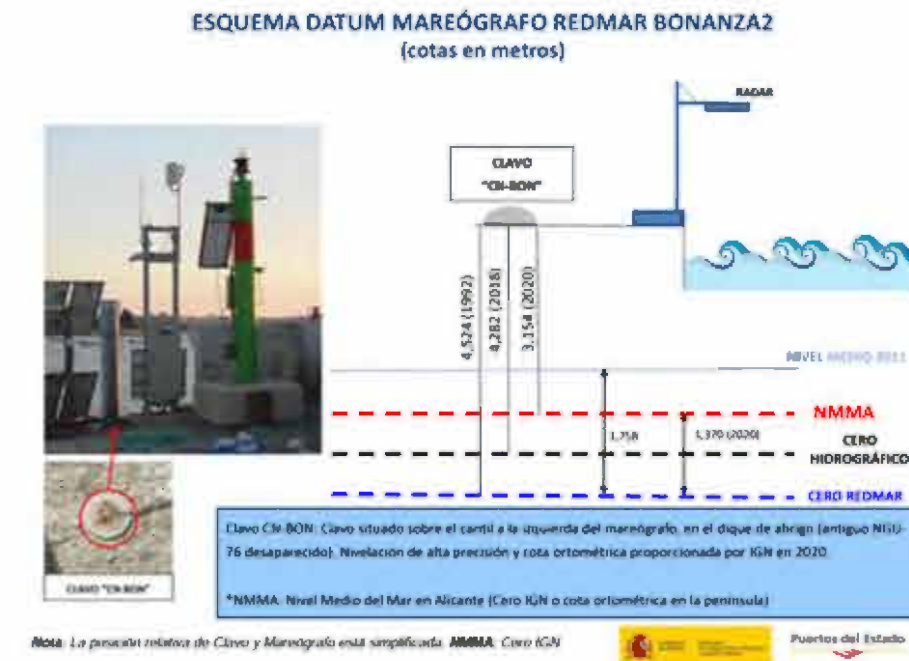 ESQUEMA DATUM MAREÓGRAFO REDMAR BONANZA2
(cotas en metros)
RADAR
CLAVO
"CN-BON"
4,524 (1992)
4,282 (2018)
3,154 (2020)
NIVEL MEDIO
NMMA
1,758
1,370 (2020)
CERO
HIDROGRÁFICO
CERO REDMAR
Clavo CN-BON: Clavo situado sobre el cantil a la izquierda del mareógrafo, en el dique de abrigo (antiguo NGU-
76 desaparecido). Nivelación de alta precisión y cota ortométrica proporcionada por IGN en 2020
*NMMA: Nivel Medio del Mar en Alicante (Cero IGN o cota ortométrica en la península)
CLAVO "CN-BON"
Nota: La posición relativa de Clavo y Mareógrafo está simplificada. NMMA: Cero IGN
Puertos del Estado